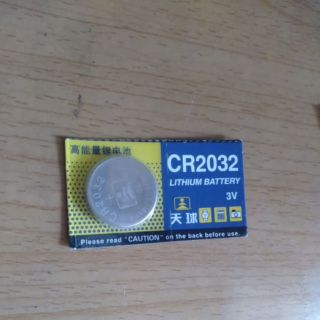 高能量锂电池
CR2032
LITHIUM BATTERY
3V
CR2032
天球
Please read "CAUTION" on the back before use.